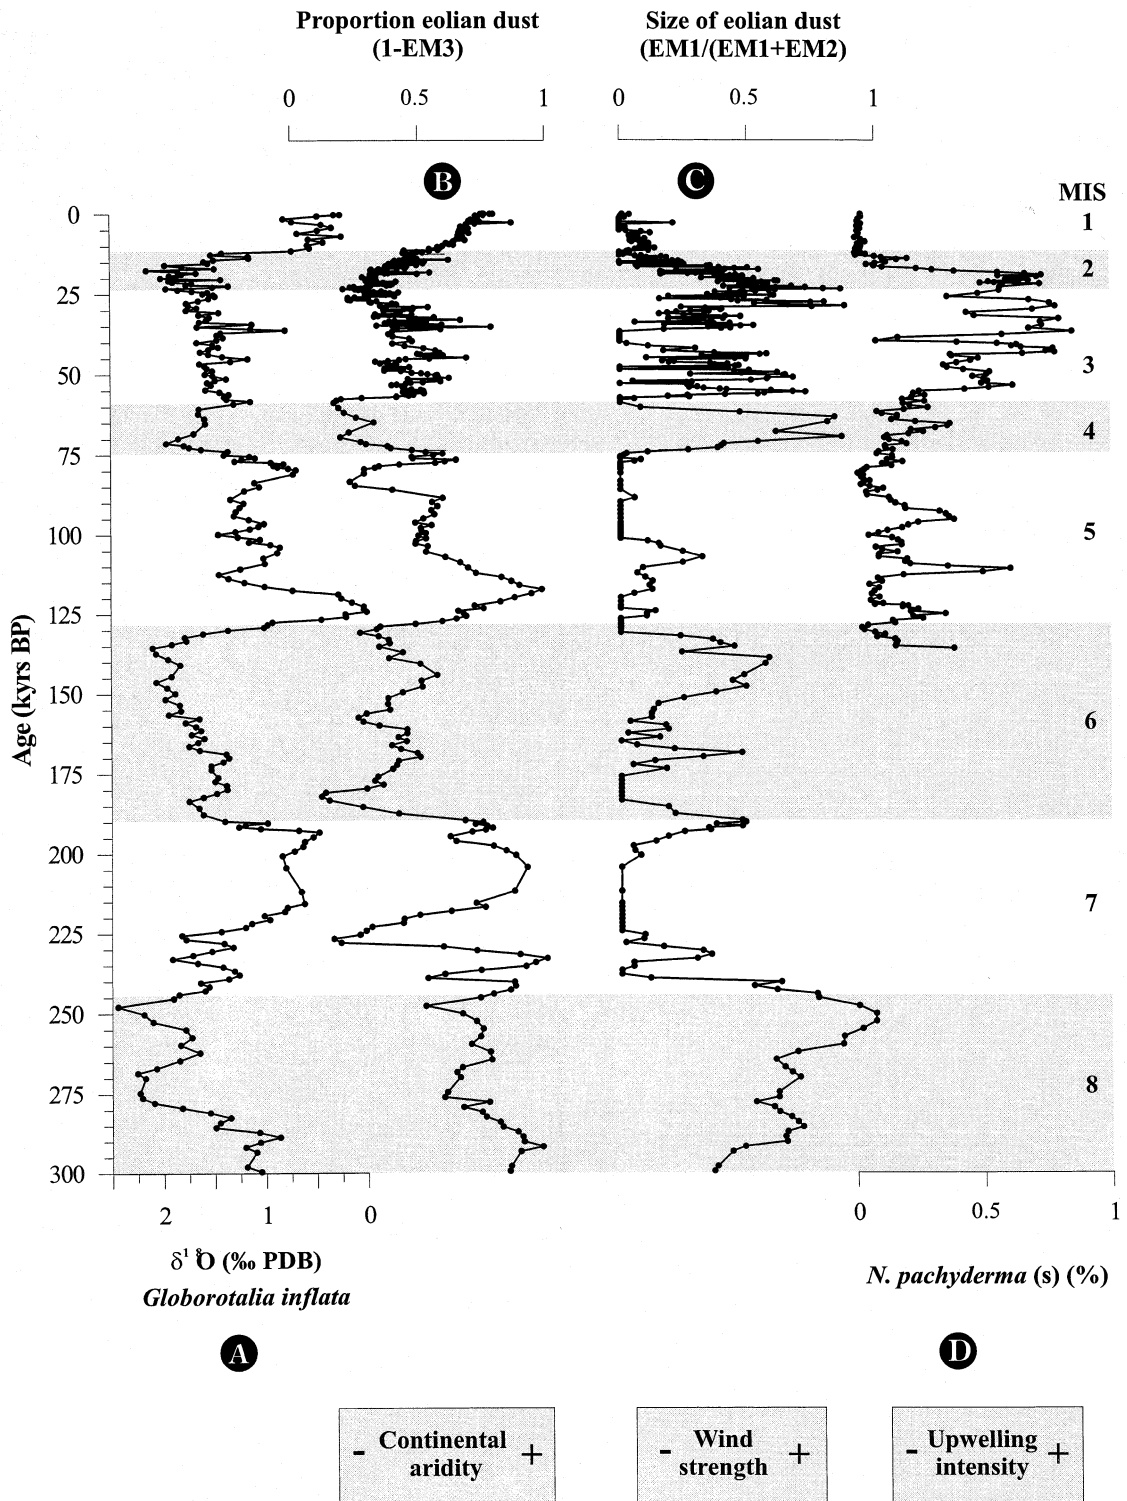 Proportion eolian dust
(1-EM3)
Size of eolian dust
(EM1/(EM1+EM2)
0 0.5 1
0 0.5 1
B
C
MIS
0
25
50
75
100
125
150
175
200
225
250
275
300
Age (kyrs BP)
1
2
3
4
5
6
7
8
2 1 0
0 0.5 1
δ18O (‰ PDB)
Globorotalia inflata
N. pachyderma (s) (%)
A
D
- Continental aridity +
- Wind strength +
- Upwelling intensity +